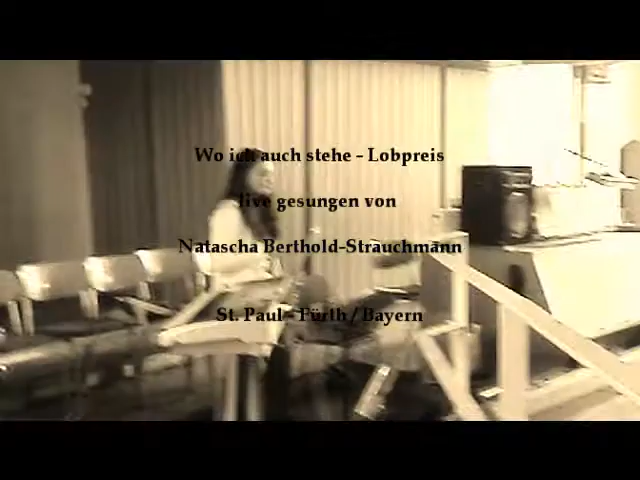 Wo ich auch stehe - Lobpreis
live gesungen von
Natascha Berthold-Strauchmann
St. Paul - Fürth / Bayern